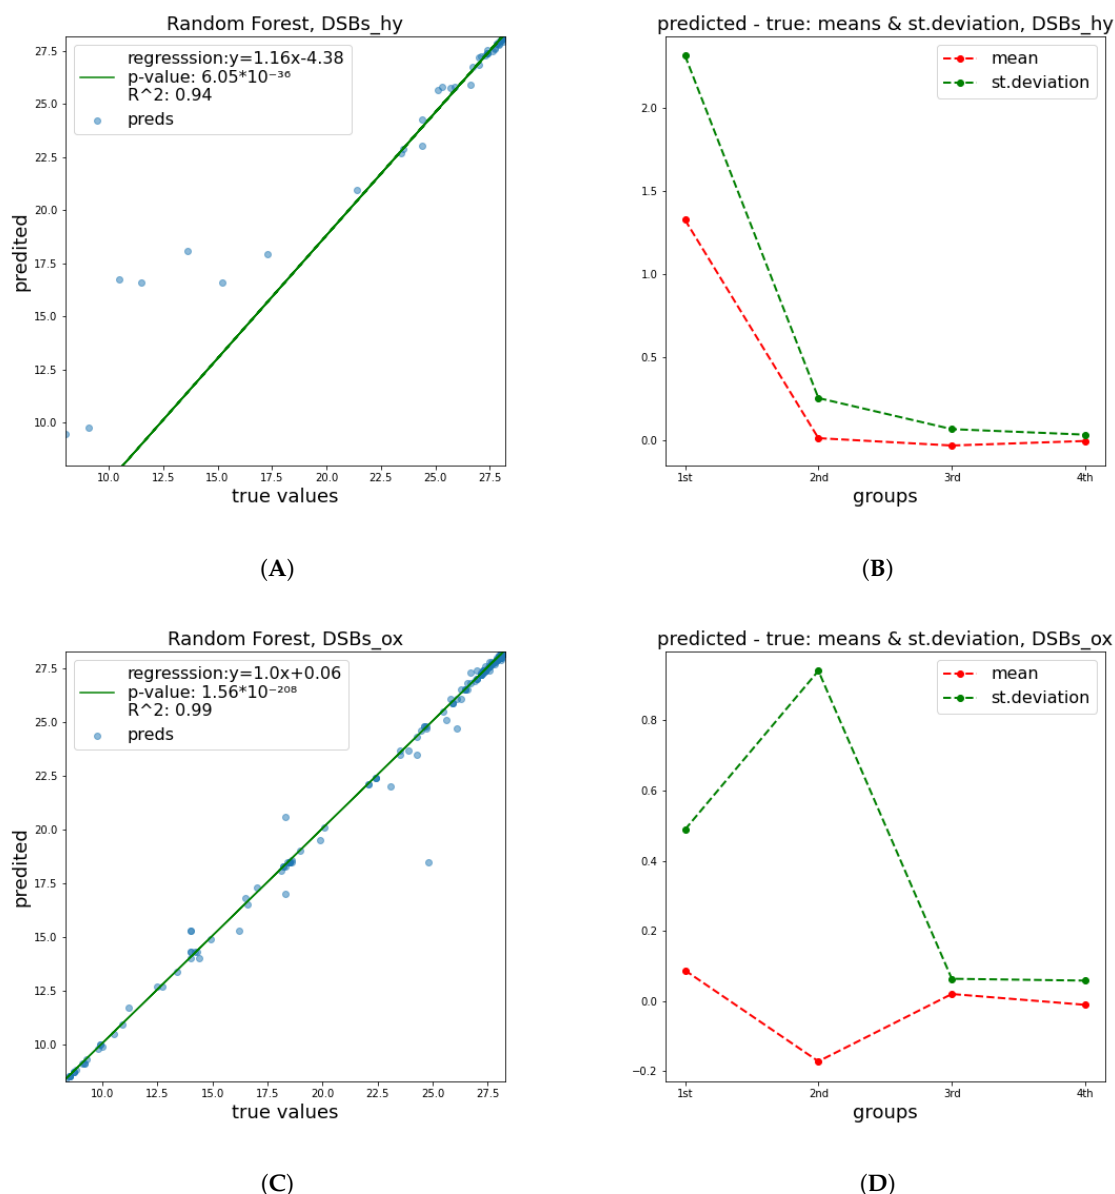 Random Forest, DSBs_hy
regresssion:y=1.16x-4.38
p-value: 6.05*10⁻³⁶
R^2: 0.94
preds
predited
27.5
25.0
22.5
20.0
17.5
15.0
12.5
10.0
10.0 12.5 15.0 17.5 20.0 22.5 25.0 27.5
true values
(A)
predicted - true: means & st.deviation, DSBs_hy
mean
st.deviation
2.0
1.5
1.0
0.5
0.0
1st 2nd 3rd 4th
groups
(B)
Random Forest, DSBs_ox
regresssion:y=1.0x+0.06
p-value: 1.56*10⁻²⁰⁸
R^2: 0.99
preds
predited
27.5
25.0
22.5
20.0
17.5
15.0
12.5
10.0
10.0 12.5 15.0 17.5 20.0 22.5 25.0 27.5
true values
(C)
predicted - true: means & st.deviation, DSBs_ox
mean
st.deviation
0.8
0.6
0.4
0.2
0.0
−0.2
1st 2nd 3rd 4th
groups
(D)